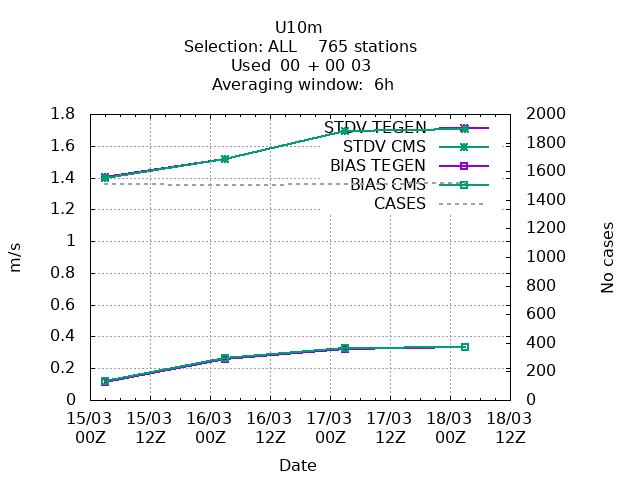 U10m
Selection: ALL    765 stations
Used  00 + 00 03
Averaging window:  6h
1.8
1.6
1.4
1.2
1
0.8
0.6
0.4
0.2
0
m/s
STDV TEGEN
STDV CMS
BIAS TEGEN
BIAS CMS
CASES
2000
1800
1600
1400
1200
1000
800
600
400
200
0
No cases
15/03 15/03 16/03 16/03 17/03 17/03 18/03 18/03
00Z 12Z 00Z 12Z 00Z 12Z 00Z 12Z
Date